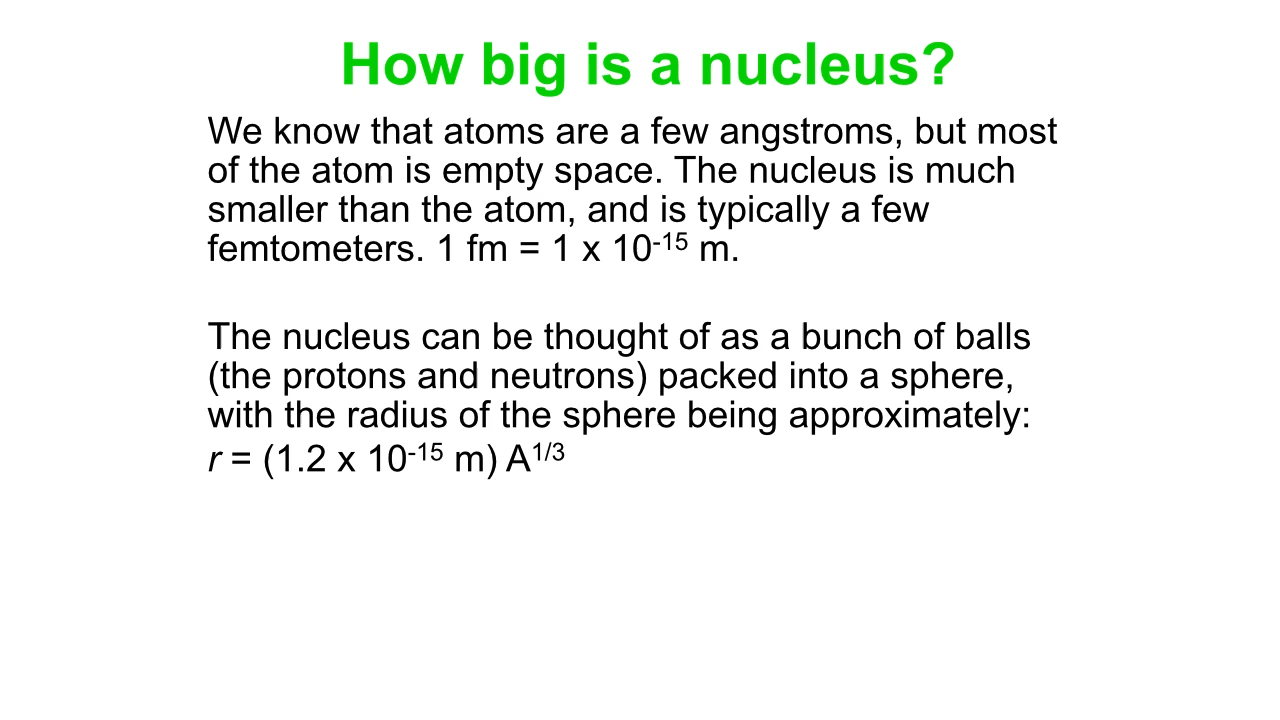 How big is a nucleus?
We know that atoms are a few angstroms, but most
of the atom is empty space. The nucleus is much
smaller than the atom, and is typically a few
femtometers. 1 fm = 1 x 10⁻¹⁵ m.
The nucleus can be thought of as a bunch of balls
(the protons and neutrons) packed into a sphere,
with the radius of the sphere being approximately:
r = (1.2 x 10⁻¹⁵ m) A¹ᐟ³